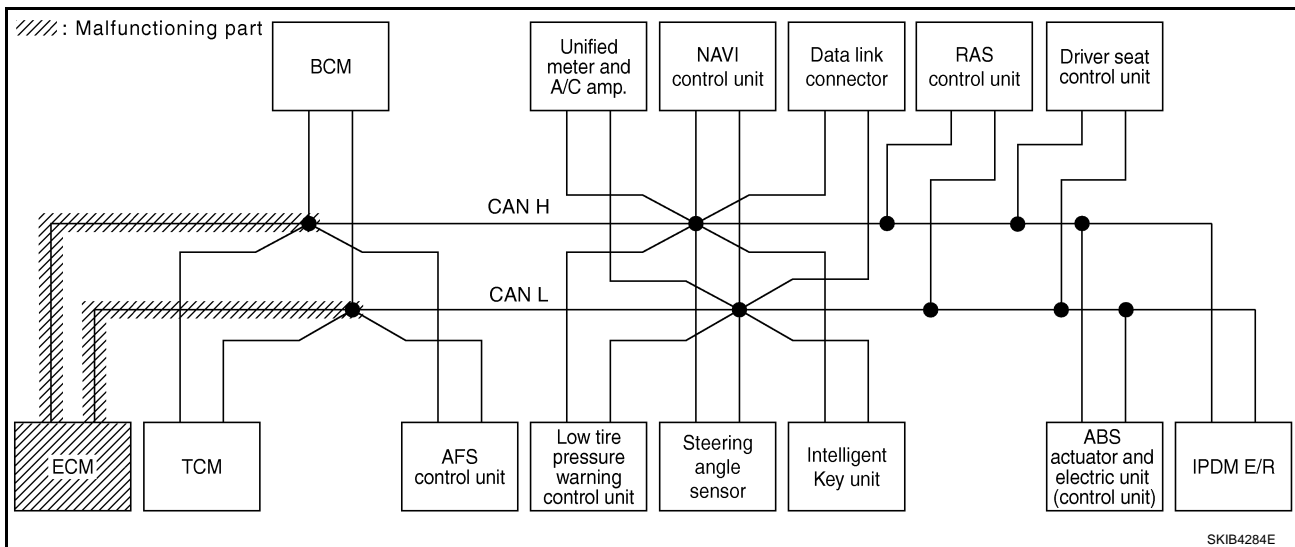 : Malfunctioning part
BCM
Unified
meter and
A/C amp.
NAVI
control unit
Data link
connector
RAS
control unit
Driver seat
control unit
CAN H
CAN L
ECM
TCM
AFS
control unit
Low tire
pressure
warning
control unit
Steering
angle
sensor
Intelligent
Key unit
ABS
actuator and
electric unit
(control unit)
IPDM E/R
SKIB4284E